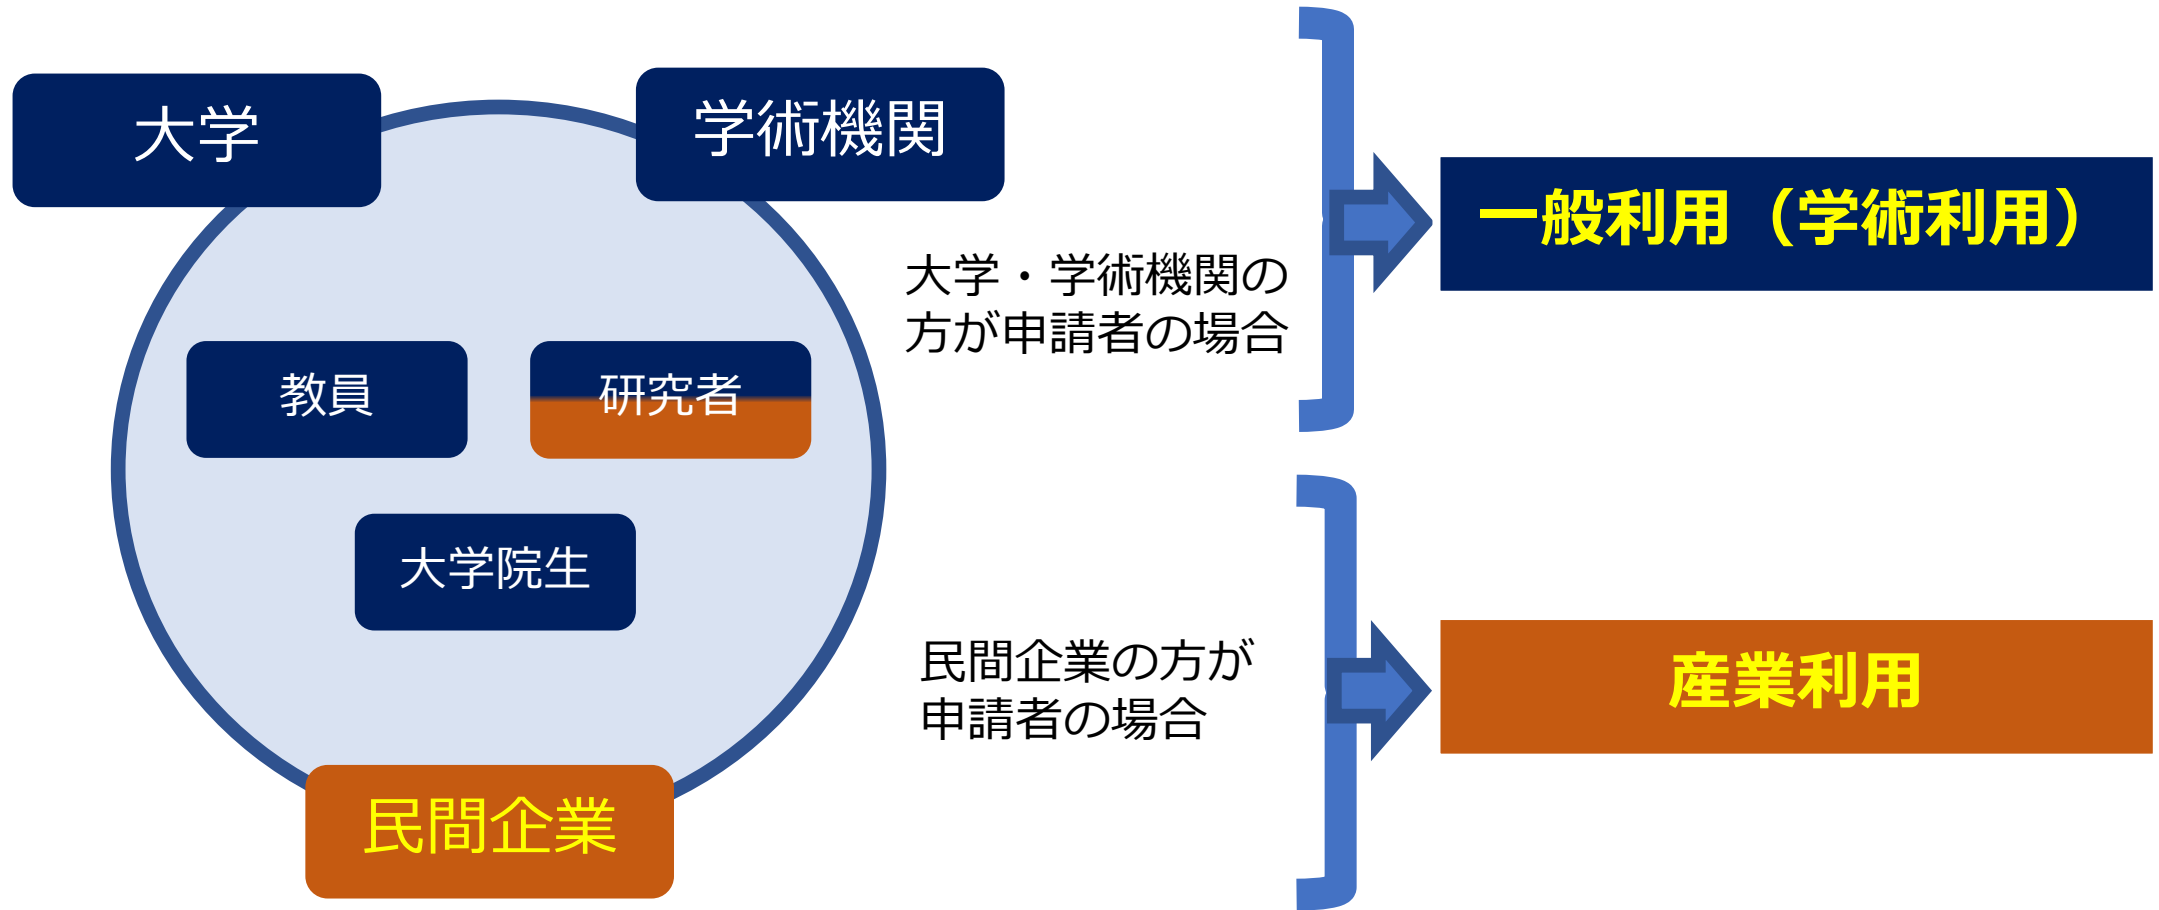 大学
学術機関
教員
研究者
大学院生
民間企業
大学・学術機関の
方が申請者の場合
一般利用（学術利用）
民間企業の方が
申請者の場合
産業利用